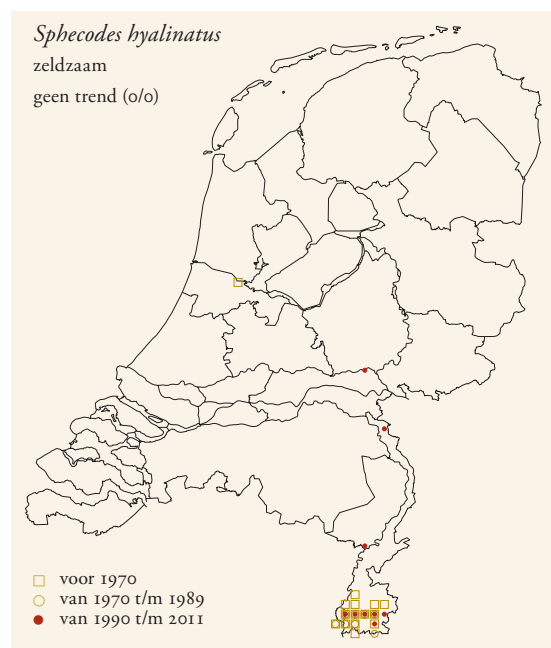 Sphecodes hyalinatus
zeldzaam
geen trend (0/0)
voor 1970
van 1970 t/m 1989
van 1990 t/m 2011